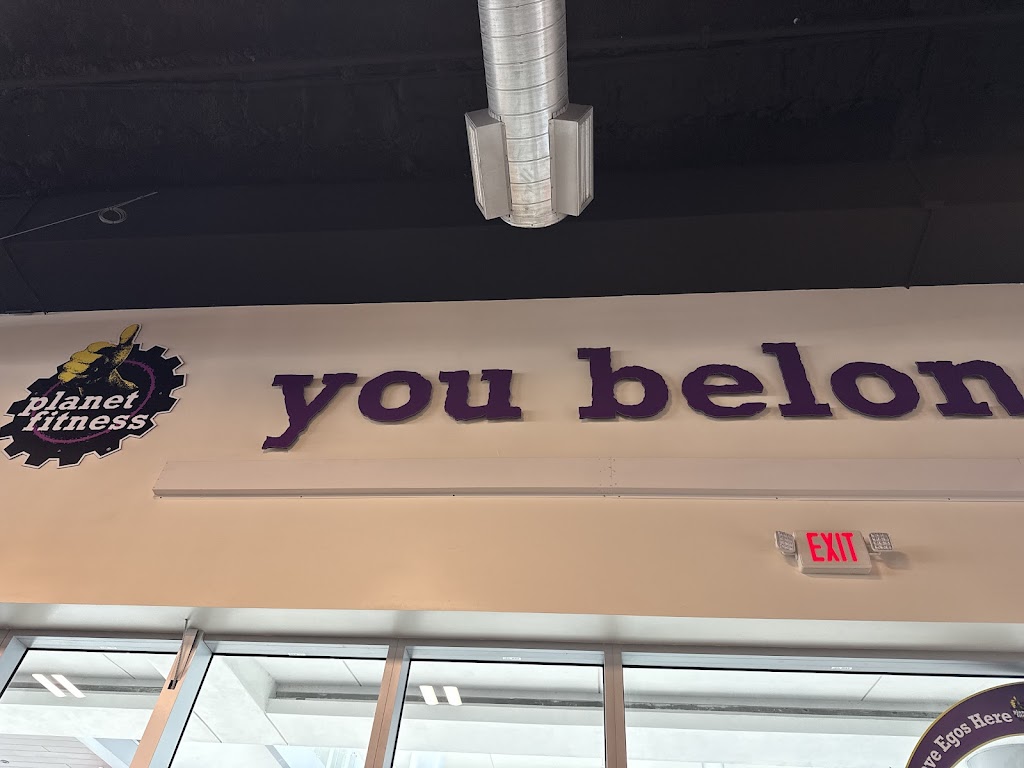 planet
fitness
you belon
EXIT
ve Egos Here